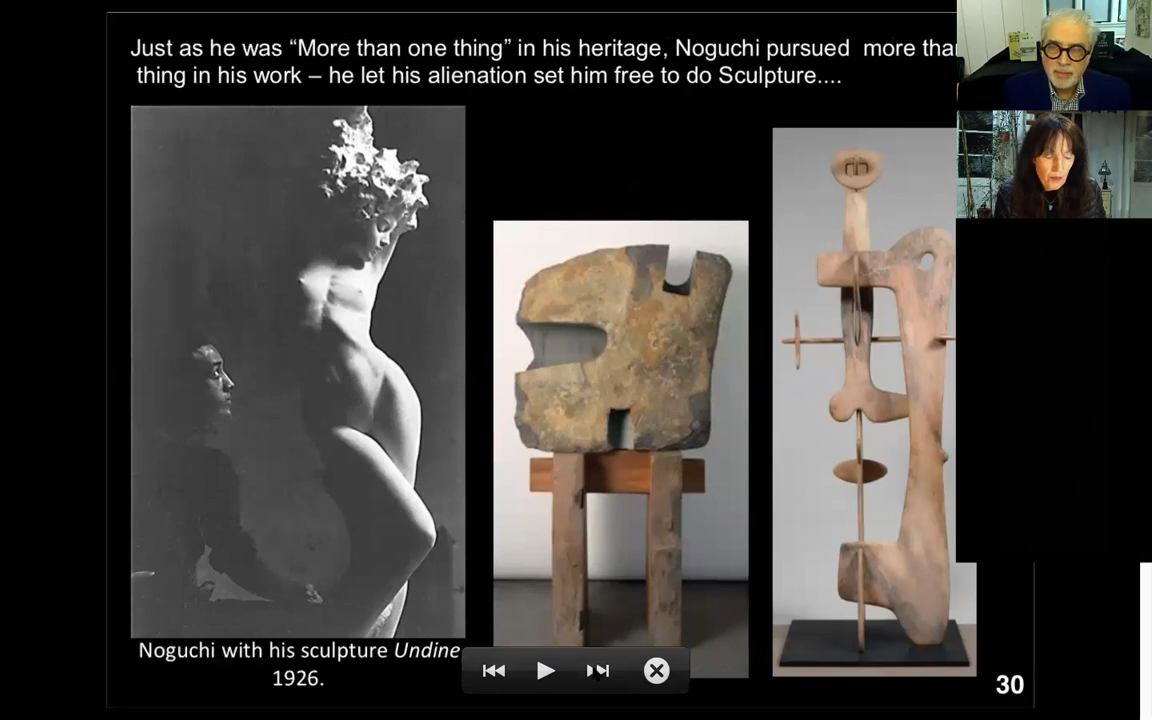 Just as he was “More than one thing” in his heritage, Noguchi pursued  more
thing in his work – he let his alienation set him free to do Sculpture....
Noguchi with his sculpture Undine
1926.
30